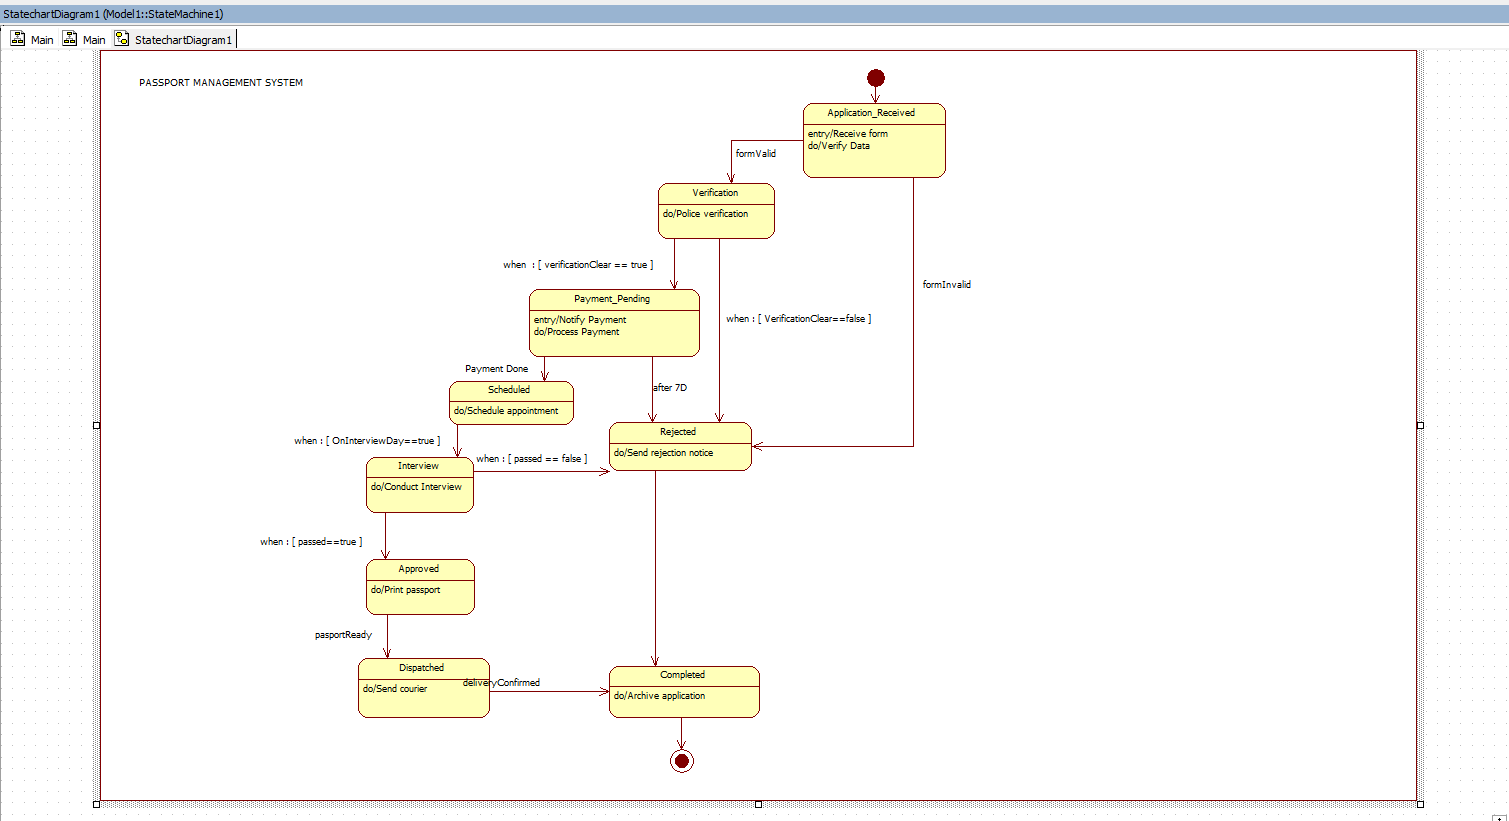 StatechartDiagram1 (Model1::StateMachine1)
Main
Main
StatechartDiagram1
PASSPORT MANAGEMENT SYSTEM
Application_Received
entry/Receive form
do/Verify Data
formValid
Verification
do/Police verification
when : [ verificationClear == true ]
formInvalid
Payment_Pending
entry/Notify Payment
do/Process Payment
when : [ VerificationClear==false ]
Payment Done
after 7D
Scheduled
do/Schedule appointment
Rejected
do/Send rejection notice
when : [ OnInterviewDay==true ]
when : [ passed == false ]
Interview
do/Conduct Interview
when : [ passed==true ]
Approved
do/Print passport
pasportReady
Dispatched
do/Send courier
deliveryConfirmed
Completed
do/Archive application